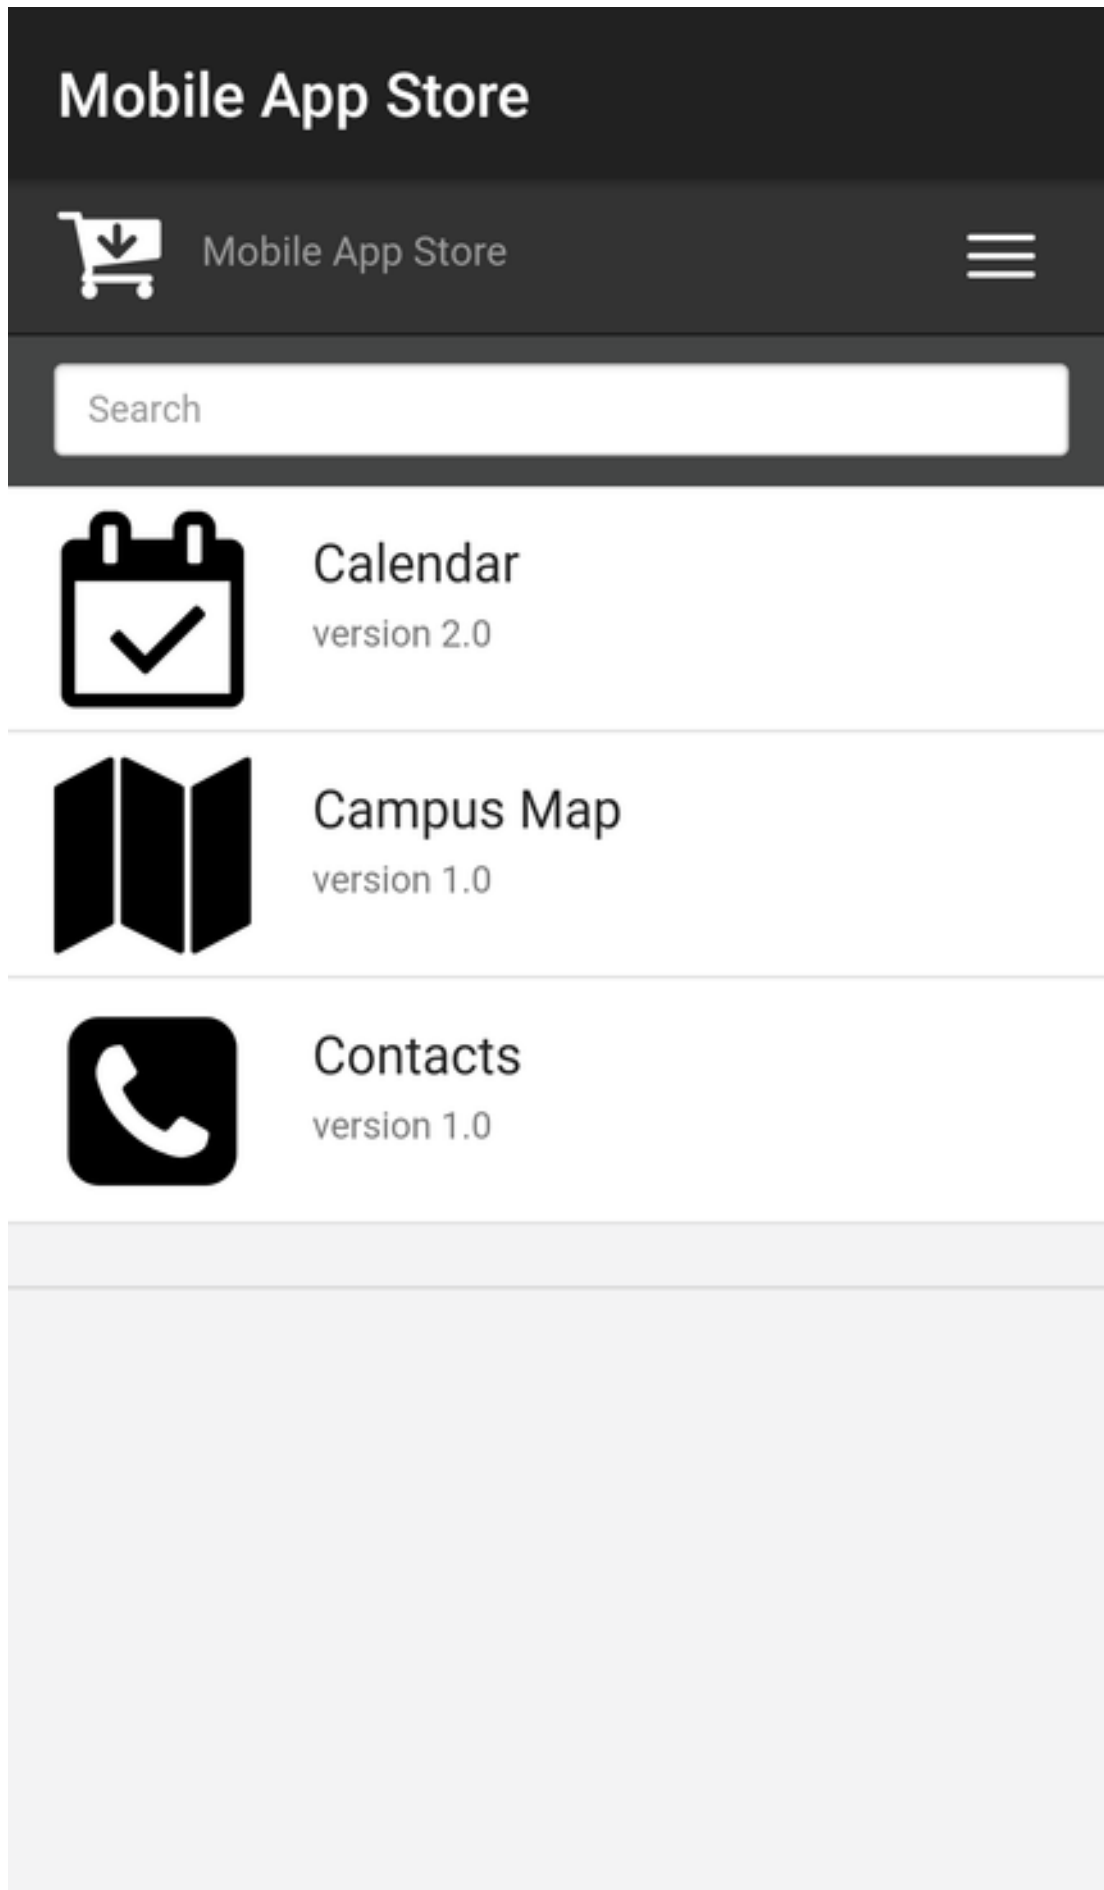 Mobile App Store
Mobile App Store
Search
Calendar
version 2.0
Campus Map
version 1.0
Contacts
version 1.0